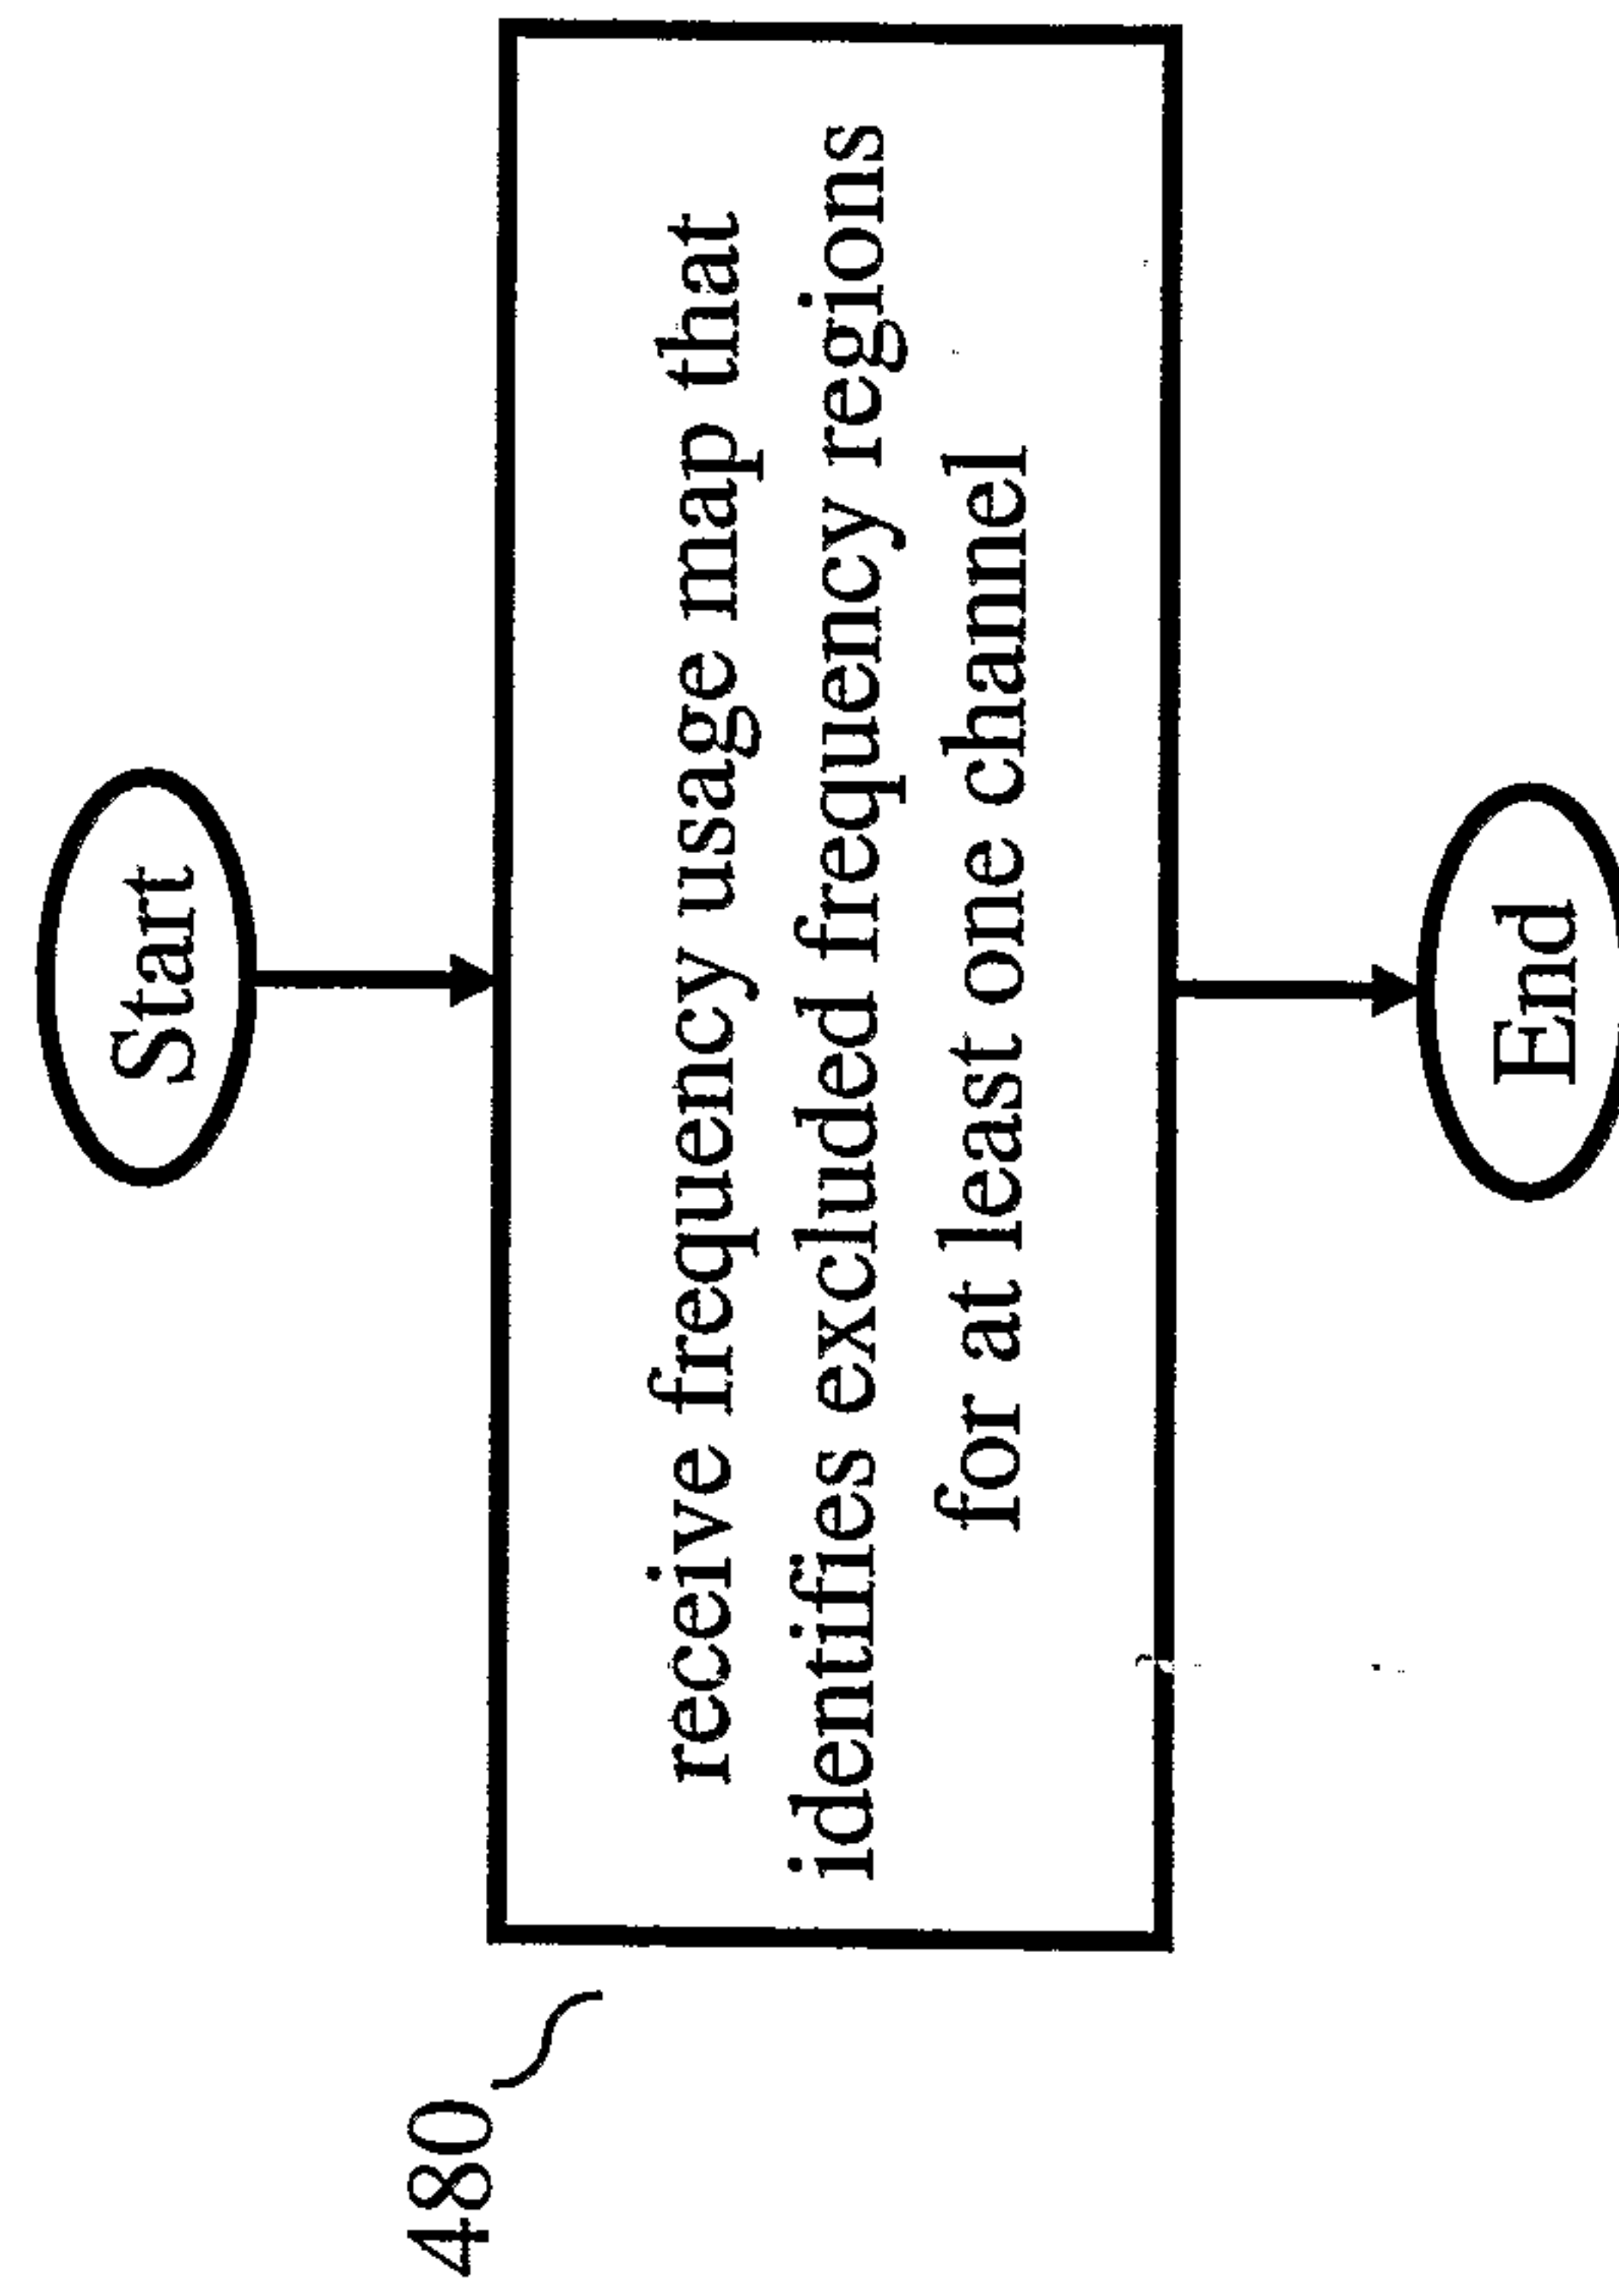 Start
receive frequency usage map that
identifies excluded frequency regions
for at least one channel
480
End